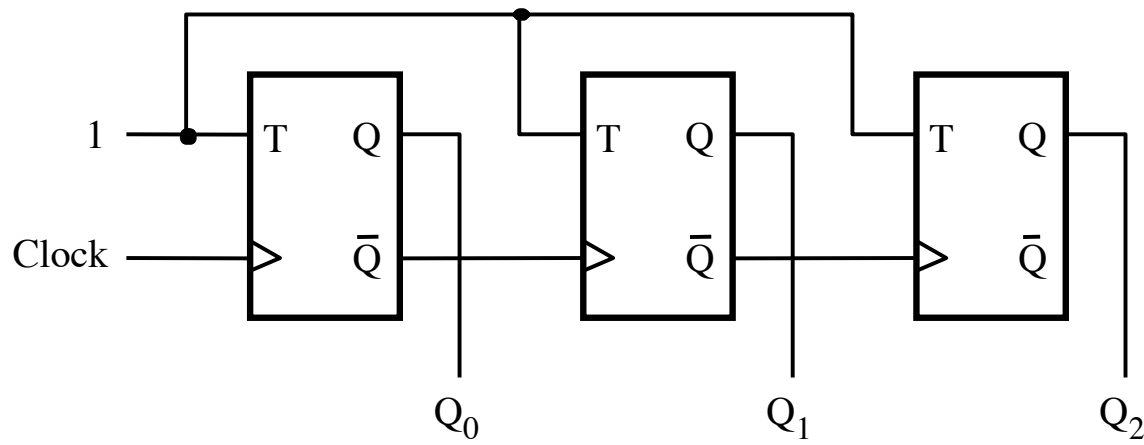 1 T Q T Q T Q
Clock Q̅ Q̅ Q̅
Q₀ Q₁ Q₂